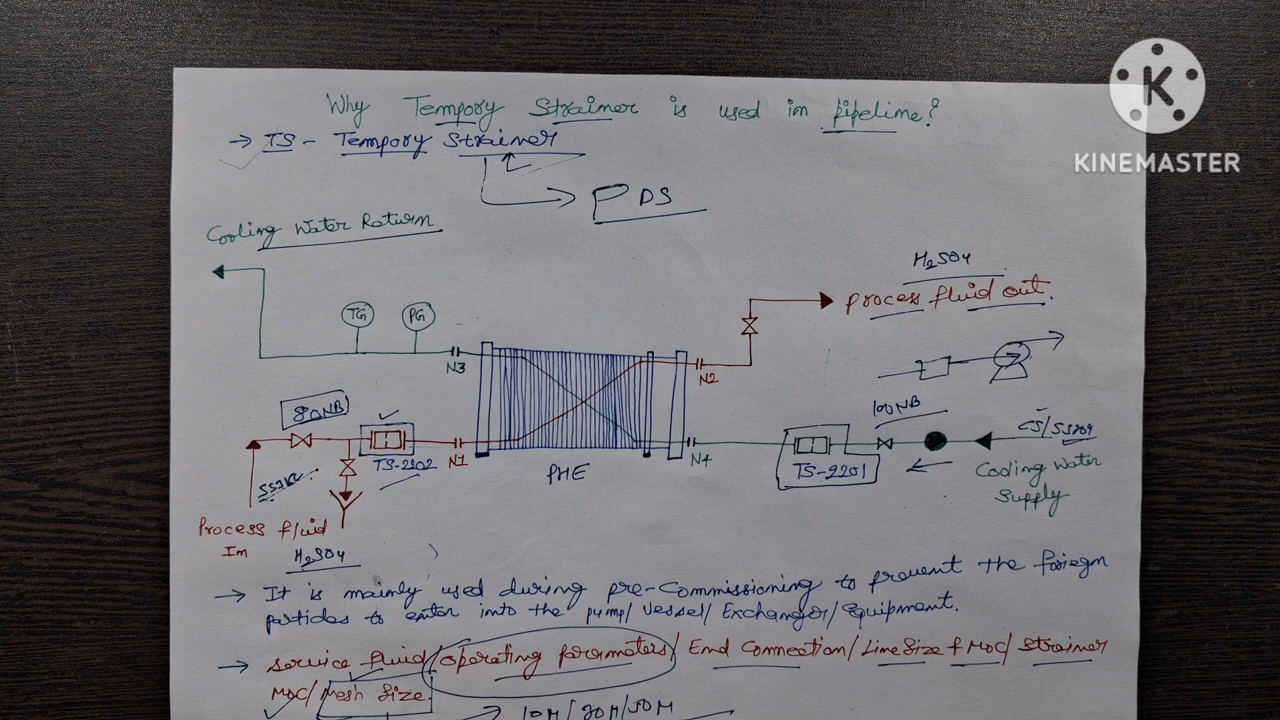 Why Tempory Strainer is used in pipeline?
→ TS - Tempory Strainer
PDS
K
KINEMASTER
Cooling Water Return
H2SO4
Process fluid out.
TG
PG
N3
N2
80NB
100NB
CS/SS304
TS-2202
N1
PHE
N4
TS-2201
Cooling Water
Supply
Process fluid
In
H2SO4
→ It is mainly used during pre-Commissioning to prevent the foriegn
particles to enter into the pump/vessel/Exchanger/Equipment.
→ Service fluid/operating parameters/End Connection/Line Size & MOC/Strainer
MOC/mesh size.
→ 10M/20M/50M